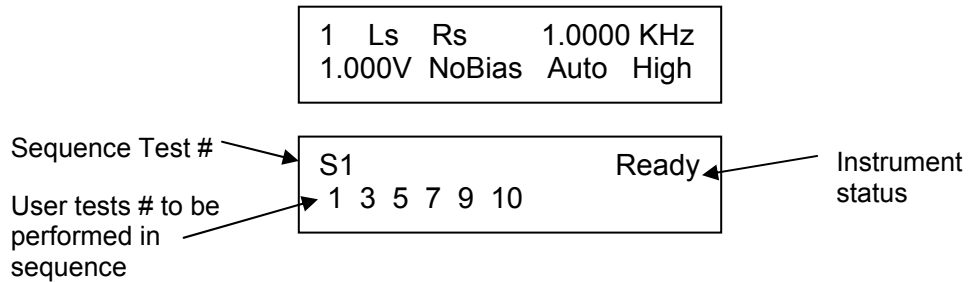 1 Ls Rs 1.0000 KHz
1.000V NoBias Auto High
Sequence Test #
S1 Ready
1 3 5 7 9 10
User tests # to be
performed in
sequence
Instrument
status